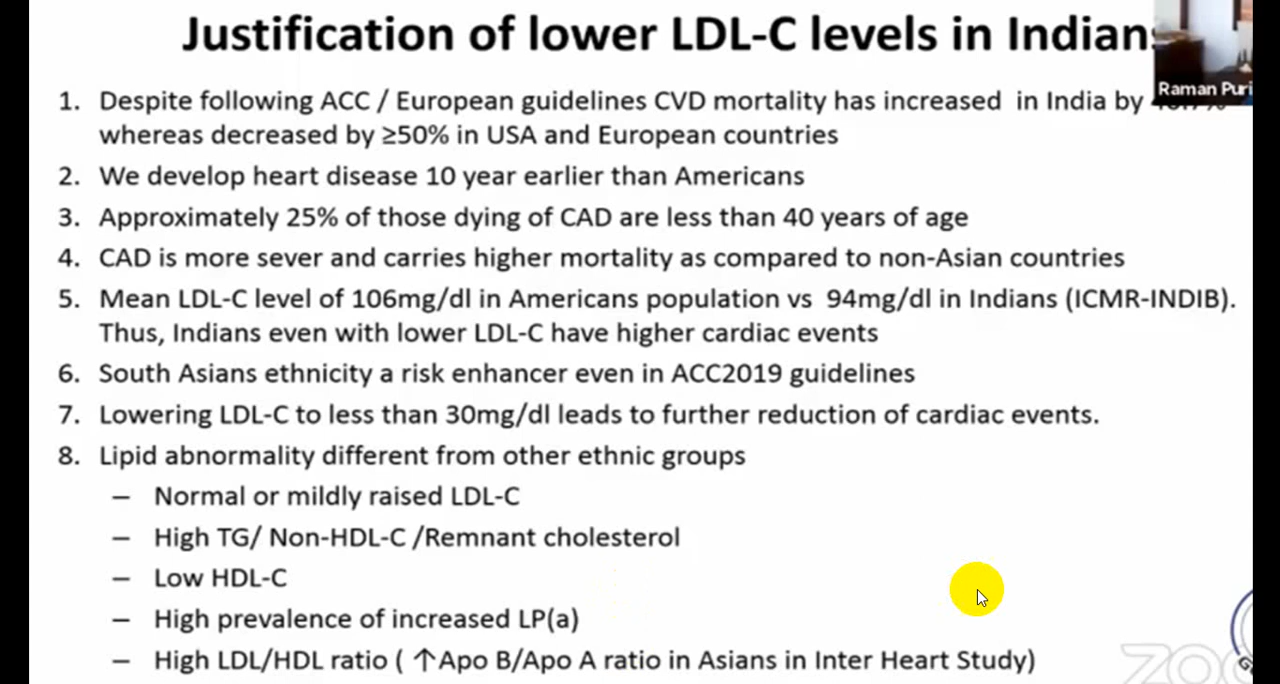 Justification of lower LDL-C levels in Indians
Raman Puri
1. Despite following ACC / European guidelines CVD mortality has increased in India by
whereas decreased by ≥50% in USA and European countries
2. We develop heart disease 10 year earlier than Americans
3. Approximately 25% of those dying of CAD are less than 40 years of age
4. CAD is more sever and carries higher mortality as compared to non-Asian countries
5. Mean LDL-C level of 106mg/dl in Americans population vs 94mg/dl in Indians (ICMR-INDIB).
Thus, Indians even with lower LDL-C have higher cardiac events
6. South Asians ethnicity a risk enhancer even in ACC2019 guidelines
7. Lowering LDL-C to less than 30mg/dl leads to further reduction of cardiac events.
8. Lipid abnormality different from other ethnic groups
– Normal or mildly raised LDL-C
– High TG/ Non-HDL-C /Remnant cholesterol
– Low HDL-C
– High prevalence of increased LP(a)
– High LDL/HDL ratio ( ↑Apo B/Apo A ratio in Asians in Inter Heart Study)